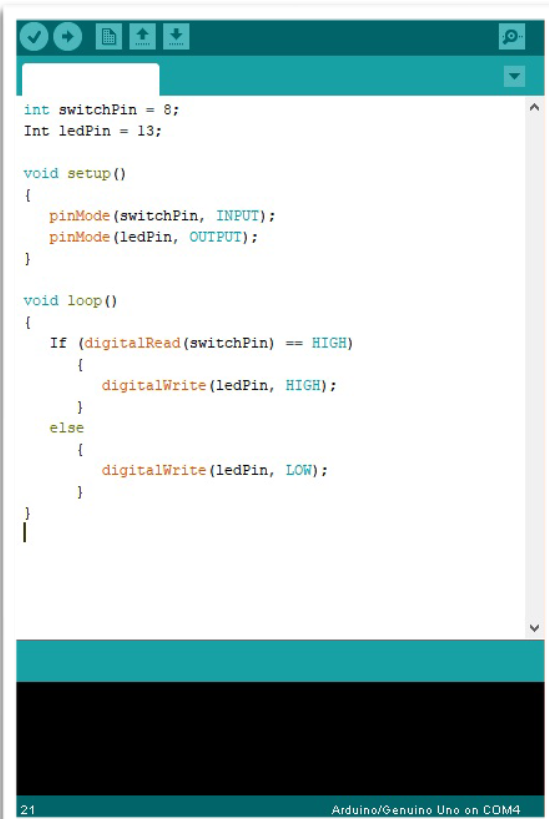 int switchPin = 8;
Int ledPin = 13;
void setup()
{
pinMode(switchPin, INPUT);
pinMode(ledPin, OUTPUT);
}
void loop()
{
If (digitalRead(switchPin) == HIGH)
{
digitalWrite(ledPin, HIGH);
}
else
{
digitalWrite(ledPin, LOW);
}
}
21 Arduino/Genuino Uno on COM4